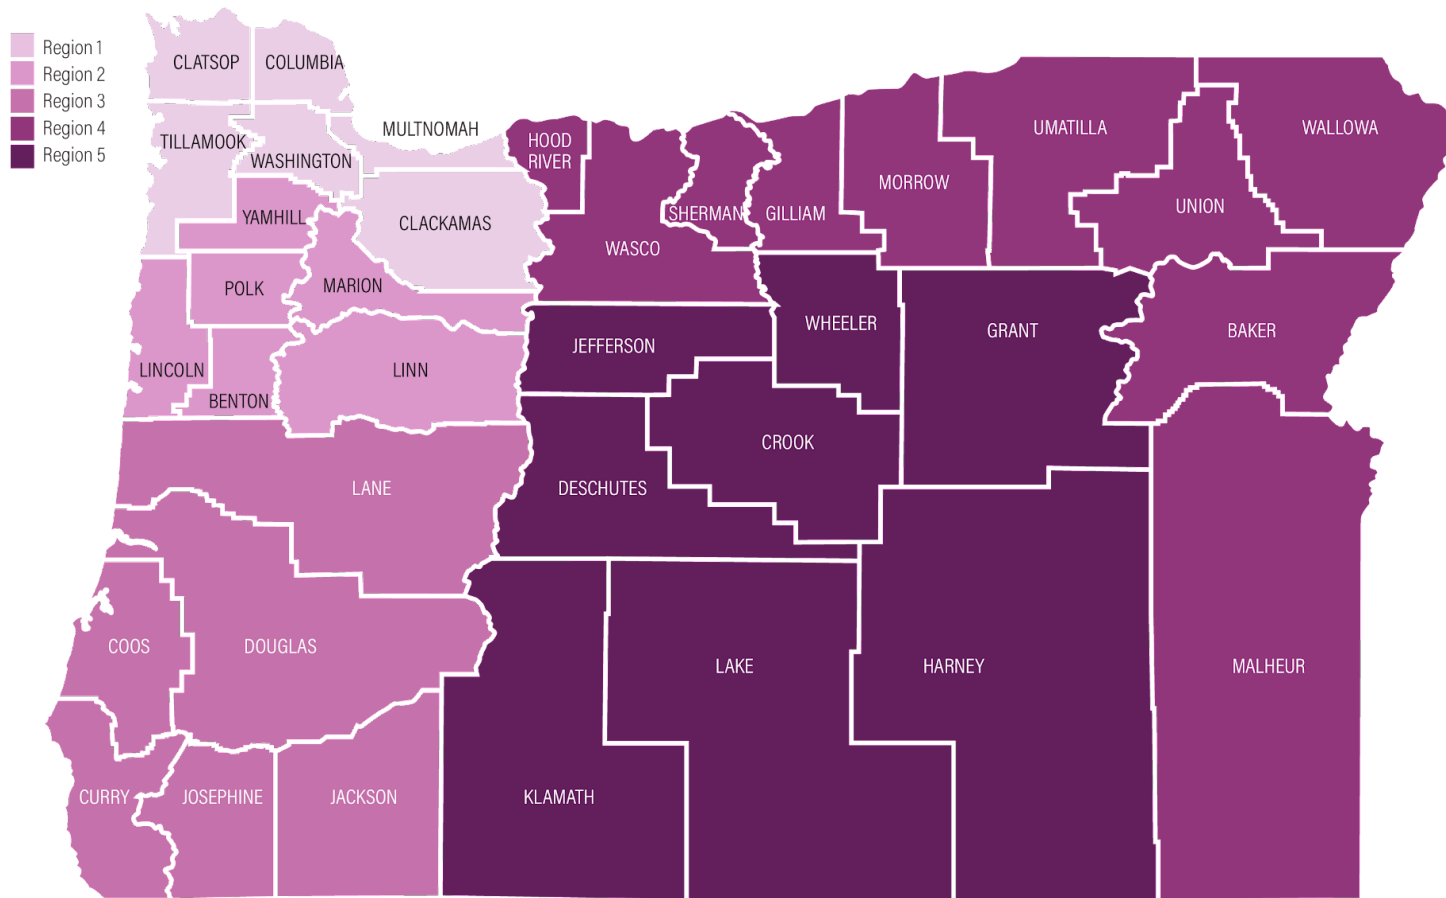 Region 1
Region 2
Region 3
Region 4
Region 5
CLATSOP
COLUMBIA
TILLAMOOK
WASHINGTON
MULTNOMAH
HOOD
RIVER
UMATILLA
WALLOWA
YAMHILL
CLACKAMAS
WASCO
SHERMAN
GILLIAM
MORROW
UNION
POLK
MARION
WHEELER
GRANT
BAKER
LINCOLN
BENTON
LINN
JEFFERSON
CROOK
LANE
DESCHUTES
COOS
DOUGLAS
LAKE
HARNEY
MALHEUR
CURRY
JOSEPHINE
JACKSON
KLAMATH